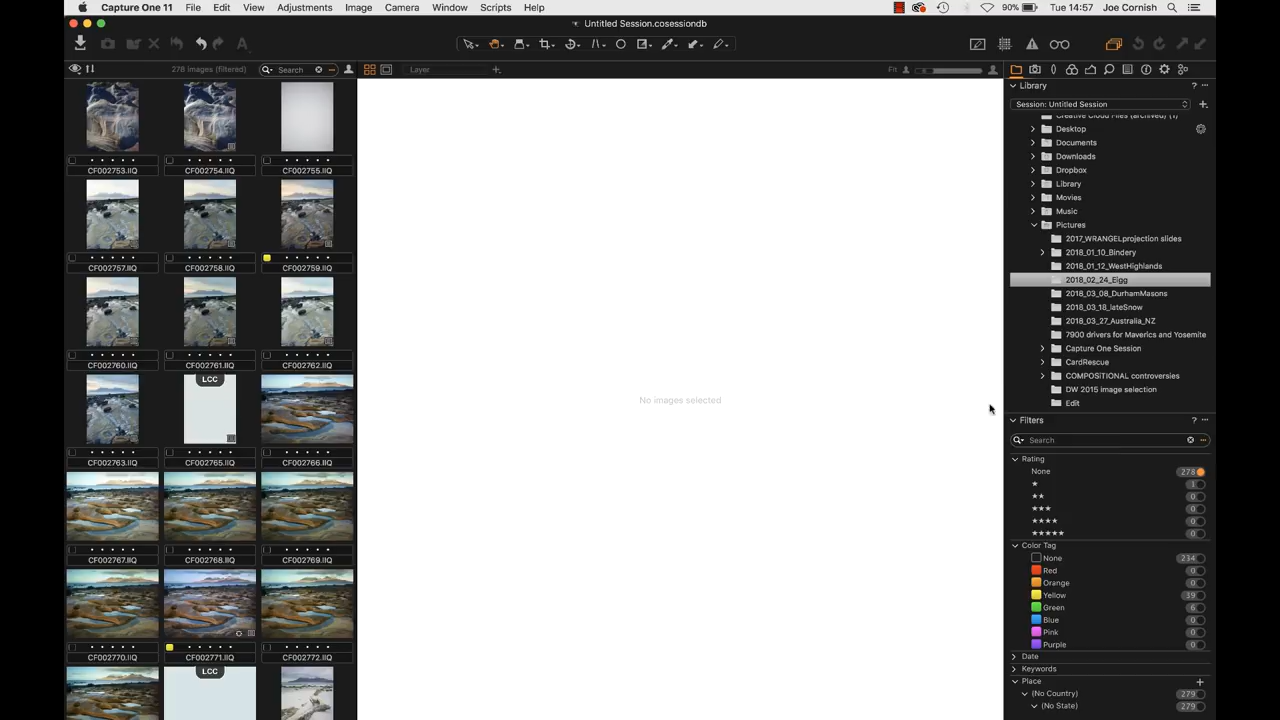 Capture One 11 File Edit View Adjustments Image Camera Window Scripts Help 90% Tue 14:57 Joe Cornish
Untitled Session.cosessiondb
278 images (filtered) Search Layer Fit
CF002753.IIQ CF002754.IIQ CF002755.IIQ
CF002757.IIQ CF002758.IIQ CF002759.IIQ
CF002760.IIQ CF002761.IIQ CF002762.IIQ
LCC
CF002763.IIQ CF002765.IIQ CF002766.IIQ
CF002767.IIQ CF002768.IIQ CF002769.IIQ
CF002770.IIQ CF002771.IIQ CF002772.IIQ
LCC
No images selected
Library ?
Session: Untitled Session
Creative Cloud Files (archived) (1)
Desktop
Documents
Downloads
Dropbox
Library
Movies
Music
Pictures
2017_WRANGELprojection slides
2018_01_10_Bindery
2018_01_12_WestHighlands
2018_02_24_Eigg
2018_03_08_DurhamMasons
2018_03_18_lateSnow
2018_03_27_Australia_NZ
7900 drivers for Maverics and Yosemite
Capture One Session
CardRescue
COMPOSITIONAL controversies
DW 2015 image selection
Edit
Filters ?
Search
Rating
None 278
★ 1
★★ 0
★★★ 0
★★★★ 0
★★★★★ 0
Color Tag
None 234
Red 0
Orange 0
Yellow 39
Green 6
Blue 0
Pink 0
Purple 0
Date
Keywords
Place
(No Country) 279
(No State) 279